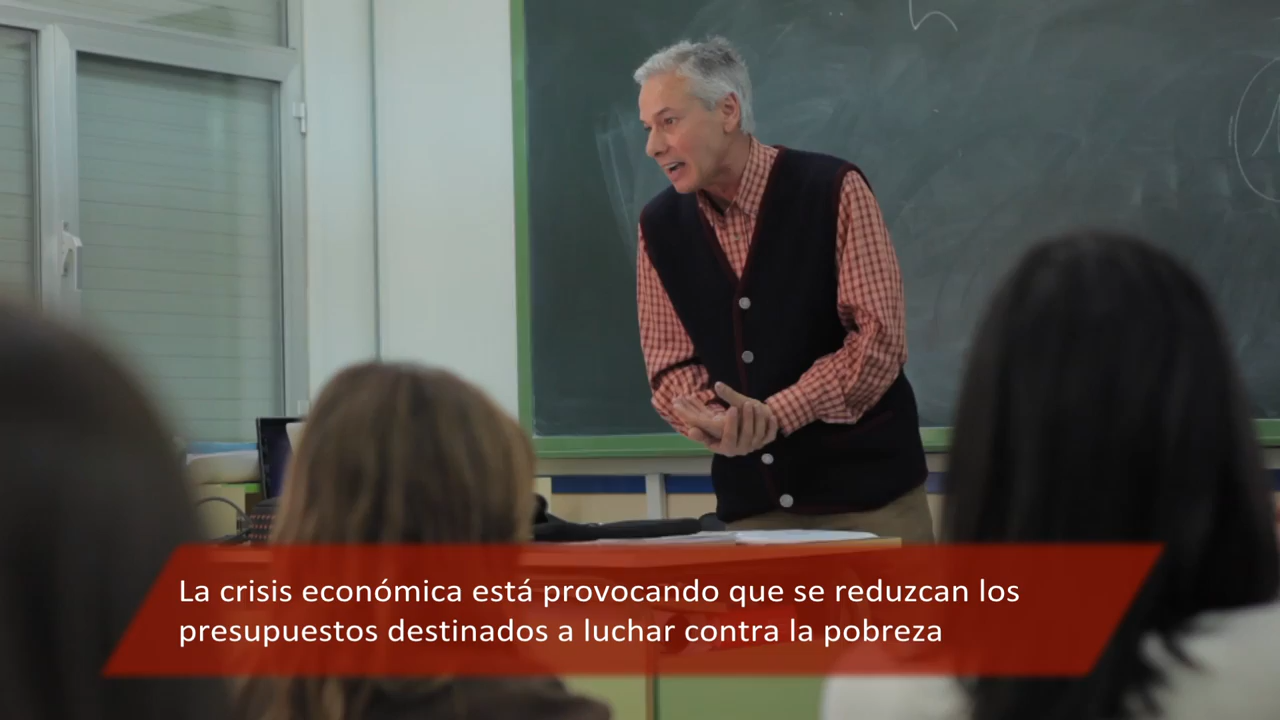 La crisis económica está provocando que se reduzcan los
presupuestos destinados a luchar contra la pobreza